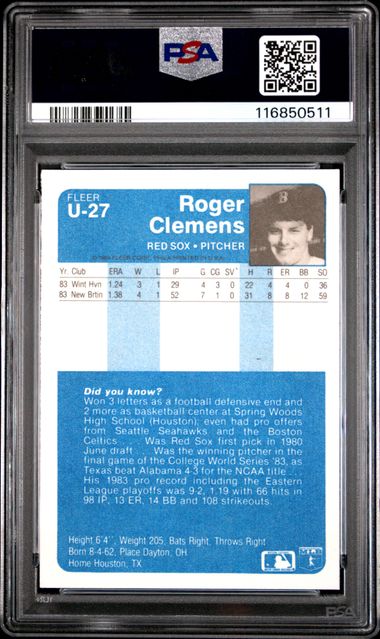 PSA
116850511
FLEER
U-27
Roger
Clemens
RED SOX • PITCHER
© 1984 FLEER CORP., PHILA PRINTED IN U.S.A.
Yr. Club ERA W L IP G CG SV* H R ER BB SO
83 Wint Hvn 1.24 3 1 29 4 3 0 22 4 4 0 36
83 New Brtin 1.38 4 1 52 7 1 0 31 8 8 12 59
Did you know?
Won 3 letters as a football defensive end and
2 more as basketball center at Spring Woods
High School (Houston); even had pro offers
from Seattle Seahawks and the Boston
Celtics . . . Was Red Sox first pick in 1980
June draft . . . Was the winning pitcher in the
final game of the College World Series '83, as
Texas beat Alabama 4-3 for the NCAA title . . .
His 1983 pro record including the Eastern
League playoffs was 9-2, 1.19 with 66 hits in
98 IP, 13 ER, 14 BB and 108 strikeouts.
Height 6'4'', Weight 205, Bats Right, Throws Right
Born 8-4-62, Place Dayton, OH
Home Houston, TX
PSA